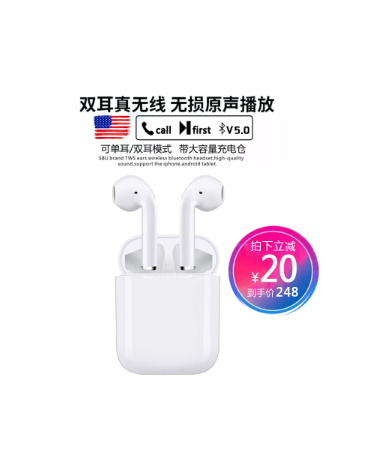 双耳真无线 无损原声播放
call first V5.0
可单耳/双耳模式 带大容量充电仓
S8U brand TWS ears wireless bluetooth headset,high-quality
sound,support the iphone,android tablet.
拍下立减
¥20
到手价248